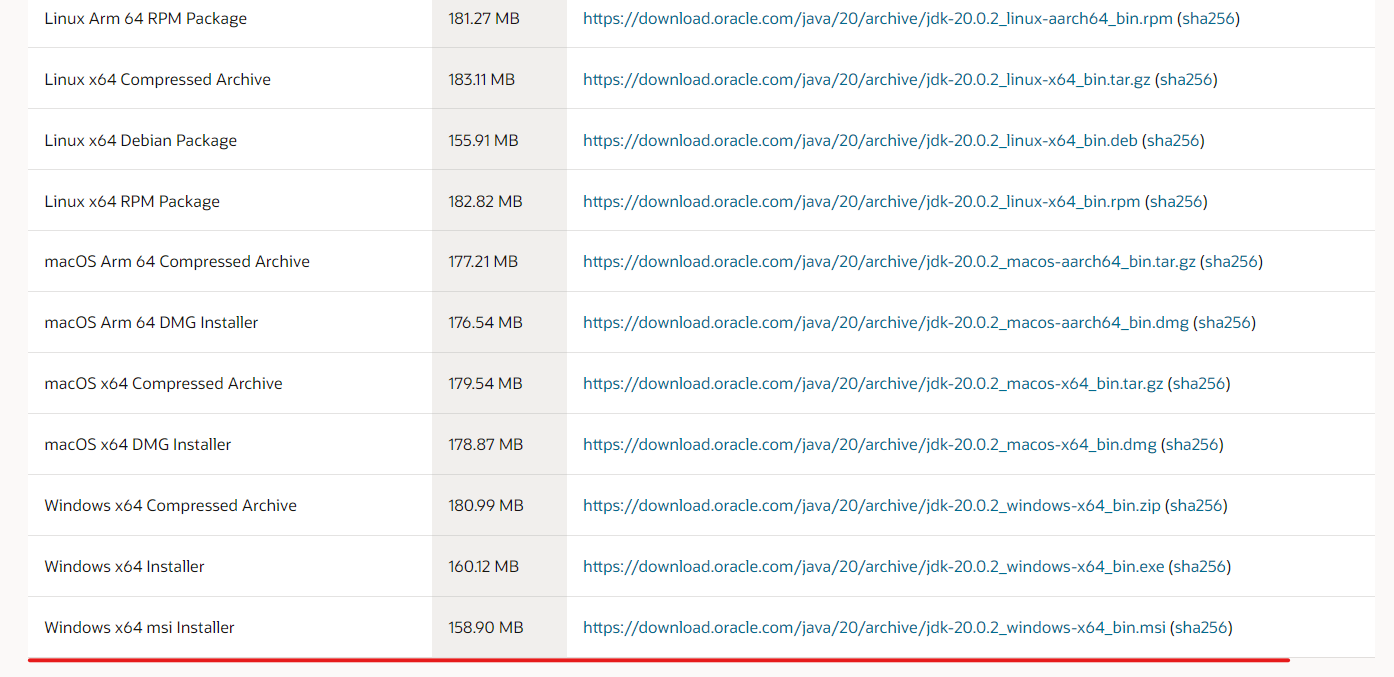 Linux Arm 64 RPM Package 181.27 MB https://download.oracle.com/java/20/archive/jdk-20.0.2_linux-aarch64_bin.rpm (sha256)
Linux x64 Compressed Archive 183.11 MB https://download.oracle.com/java/20/archive/jdk-20.0.2_linux-x64_bin.tar.gz (sha256)
Linux x64 Debian Package 155.91 MB https://download.oracle.com/java/20/archive/jdk-20.0.2_linux-x64_bin.deb (sha256)
Linux x64 RPM Package 182.82 MB https://download.oracle.com/java/20/archive/jdk-20.0.2_linux-x64_bin.rpm (sha256)
macOS Arm 64 Compressed Archive 177.21 MB https://download.oracle.com/java/20/archive/jdk-20.0.2_macos-aarch64_bin.tar.gz (sha256)
macOS Arm 64 DMG Installer 176.54 MB https://download.oracle.com/java/20/archive/jdk-20.0.2_macos-aarch64_bin.dmg (sha256)
macOS x64 Compressed Archive 179.54 MB https://download.oracle.com/java/20/archive/jdk-20.0.2_macos-x64_bin.tar.gz (sha256)
macOS x64 DMG Installer 178.87 MB https://download.oracle.com/java/20/archive/jdk-20.0.2_macos-x64_bin.dmg (sha256)
Windows x64 Compressed Archive 180.99 MB https://download.oracle.com/java/20/archive/jdk-20.0.2_windows-x64_bin.zip (sha256)
Windows x64 Installer 160.12 MB https://download.oracle.com/java/20/archive/jdk-20.0.2_windows-x64_bin.exe (sha256)
Windows x64 msi Installer 158.90 MB https://download.oracle.com/java/20/archive/jdk-20.0.2_windows-x64_bin.msi (sha256)